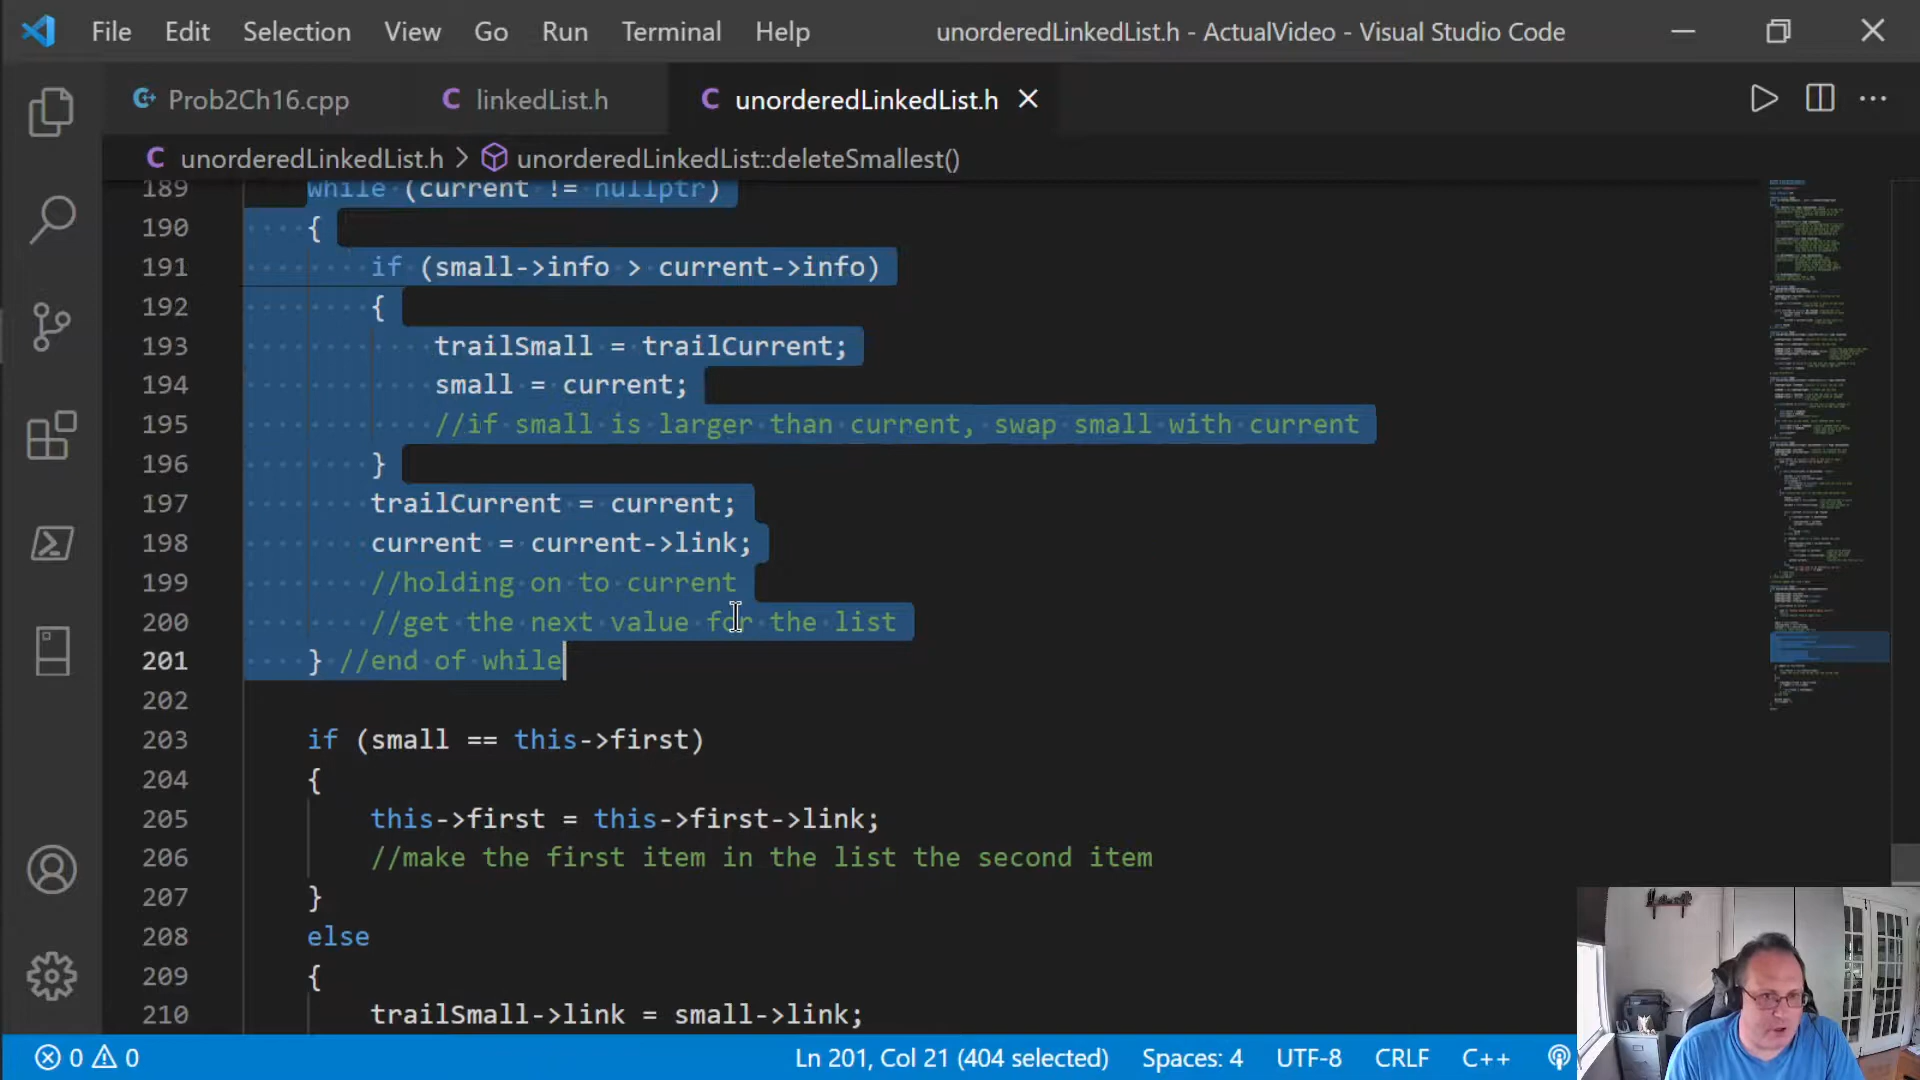 File Edit Selection View Go Run Terminal Help unorderedLinkedList.h - ActualVideo - Visual Studio Code
Prob2Ch16.cpp C linkedList.h C unorderedLinkedList.h
C unorderedLinkedList.h > unorderedLinkedList::deleteSmallest()
189 while (current != nullptr)
190 {
191 if (small->info > current->info)
192 {
193 trailSmall = trailCurrent;
194 small = current;
195 //if small is larger than current, swap small with current
196 }
197 trailCurrent = current;
198 current = current->link;
199 //holding on to current
200 //get the next value for the list
201 } //end of while
202
203 if (small == this->first)
204 {
205 this->first = this->first->link;
206 //make the first item in the list the second item
207 }
208 else
209 {
210 trailSmall->link = small->link;
0 0 Ln 201, Col 21 (404 selected) Spaces: 4 UTF-8 CRLF C++